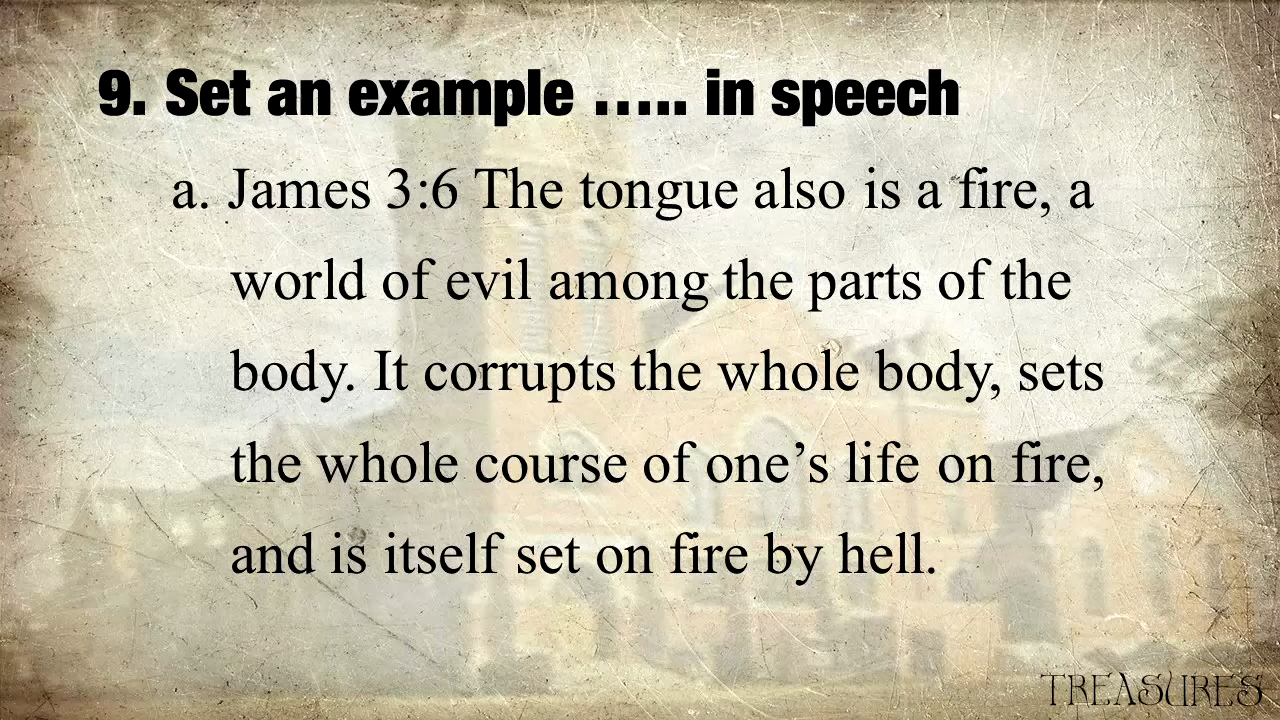 9. Set an example ….. in speech
a. James 3:6 The tongue also is a fire, a
world of evil among the parts of the
body. It corrupts the whole body, sets
the whole course of one’s life on fire,
and is itself set on fire by hell.
TREASURES